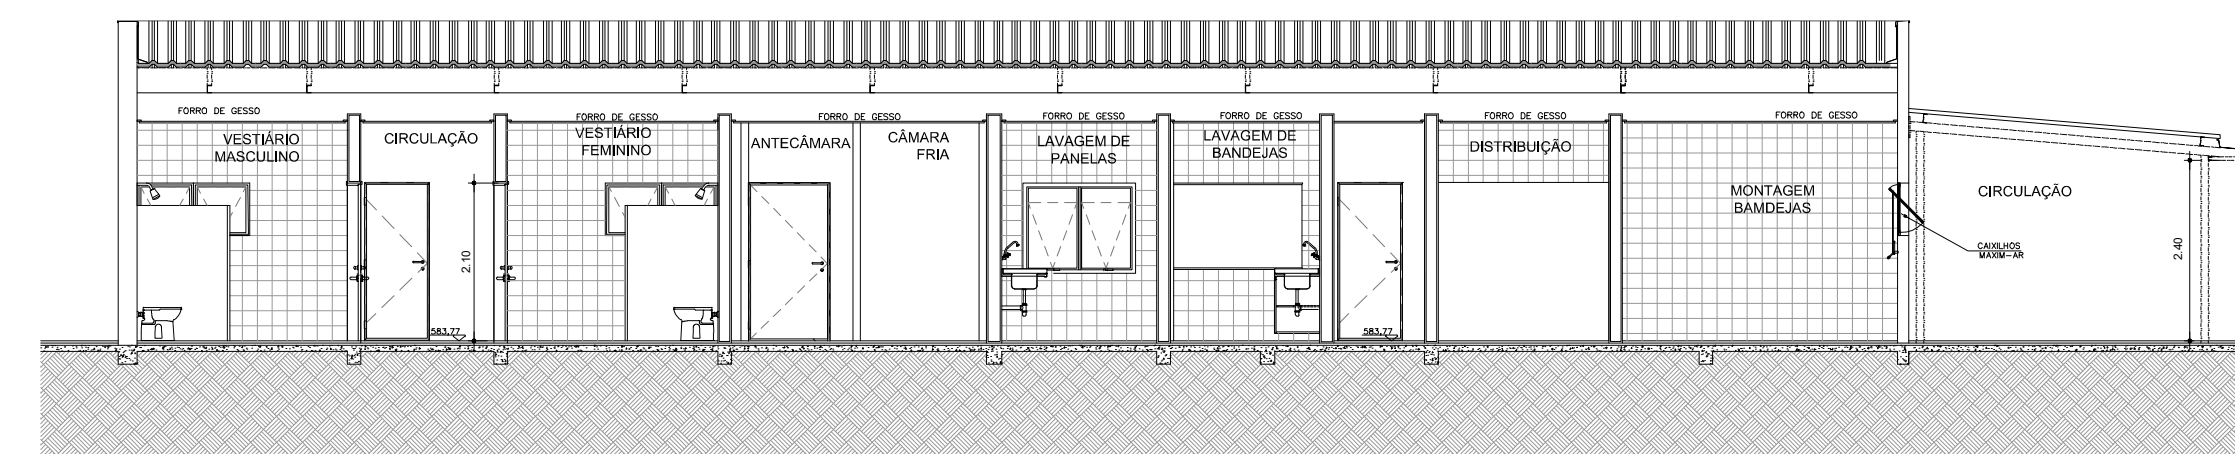 FORRO DE GESSO
FORRO DE GESSO
FORRO DE GESSO
FORRO DE GESSO
FORRO DE GESSO
FORRO DE GESSO
FORRO DE GESSO
VESTIÁRIO
MASCULINO
CIRCULAÇÃO
VESTIÁRIO
FEMININO
ANTECÂMARA
CÂMARA
FRIA
LAVAGEM DE
PANELAS
LAVAGEM DE
BANDEJAS
DISTRIBUIÇÃO
MONTAGEM
BAMDEJAS
CIRCULAÇÃO
CAIXILHOS
MAXIM-AR
2.10
2.40
583,77
583,77